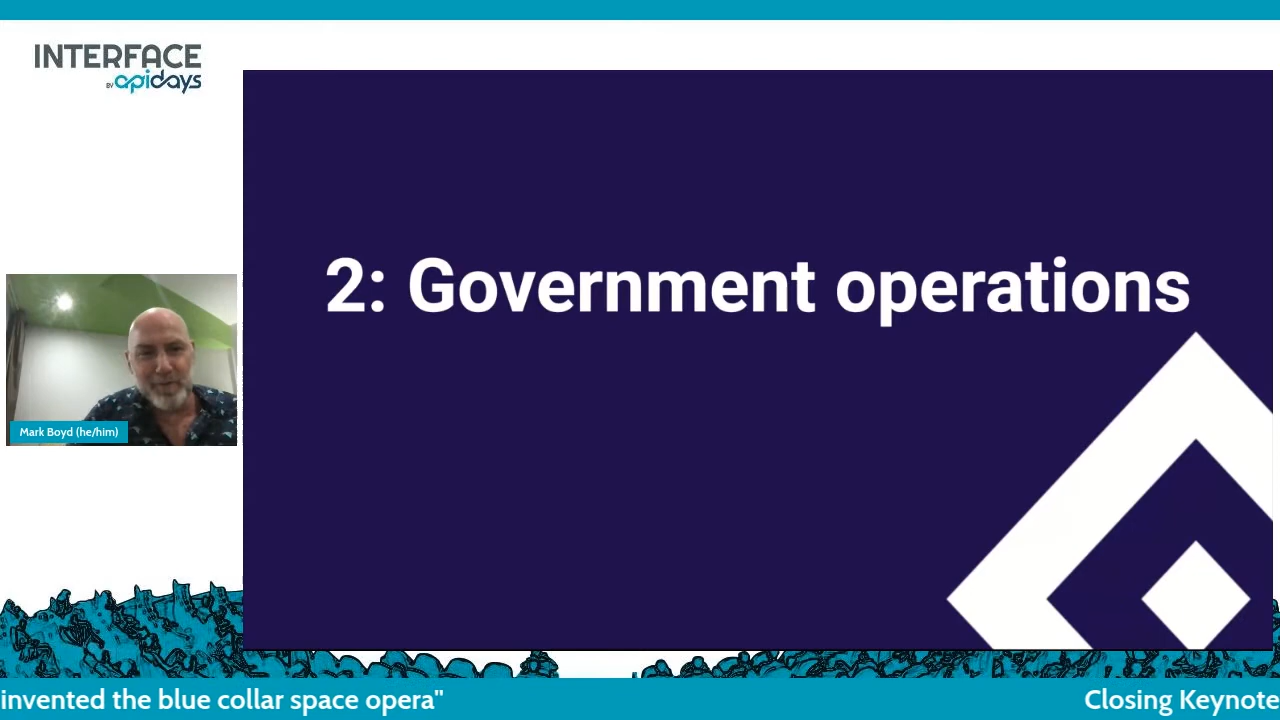 INTERFACE
BY apidays
2: Government operations
Mark Boyd (he/him)
invented the blue collar space opera"
Closing Keynote